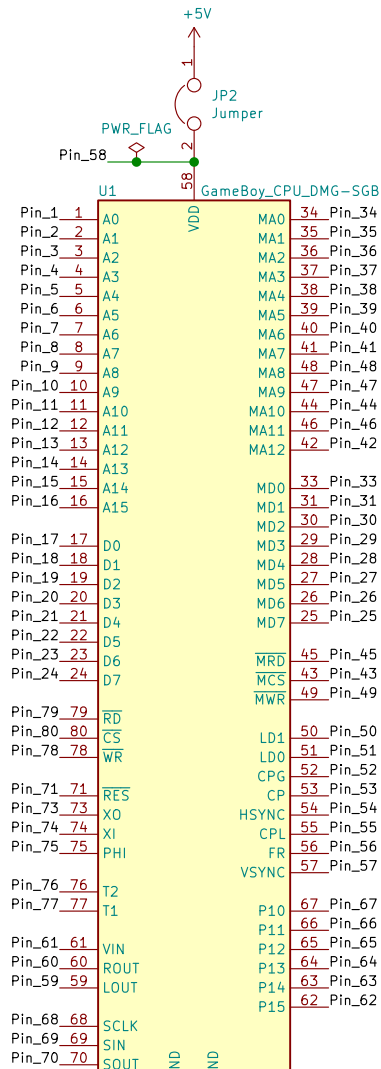 +5V
1
JP2
Jumper
PWR_FLAG
2
Pin_58
58
U1
GameBoy_CPU_DMG-SGB
VDD
Pin_1 1 A0 MA0 34 Pin_34
Pin_2 2 A1 MA1 35 Pin_35
Pin_3 3 A2 MA2 36 Pin_36
Pin_4 4 A3 MA3 37 Pin_37
Pin_5 5 A4 MA4 38 Pin_38
Pin_6 6 A5 MA5 39 Pin_39
Pin_7 7 A6 MA6 40 Pin_40
Pin_8 8 A7 MA7 41 Pin_41
Pin_9 9 A8 MA8 48 Pin_48
Pin_10 10 A9 MA9 47 Pin_47
Pin_11 11 A10 MA10 44 Pin_44
Pin_12 12 A11 MA11 46 Pin_46
Pin_13 13 A12 MA12 42 Pin_42
Pin_14 14 A13
Pin_15 15 A14 MD0 33 Pin_33
Pin_16 16 A15 MD1 31 Pin_31
MD2 30 Pin_30
Pin_17 17 D0 MD3 29 Pin_29
Pin_18 18 D1 MD4 28 Pin_28
Pin_19 19 D2 MD5 27 Pin_27
Pin_20 20 D3 MD6 26 Pin_26
Pin_21 21 D4 MD7 25 Pin_25
Pin_22 22 D5
Pin_23 23 D6 MRD 45 Pin_45
Pin_24 24 D7 MCS 43 Pin_43
MWR 49 Pin_49
Pin_79 79 RD
Pin_80 80 CS LD1 50 Pin_50
Pin_78 78 WR LD0 51 Pin_51
CPG 52 Pin_52
Pin_71 71 RES CP 53 Pin_53
Pin_73 73 XO HSYNC 54 Pin_54
Pin_74 74 XI CPL 55 Pin_55
Pin_75 75 PHI FR 56 Pin_56
VSYNC 57 Pin_57
Pin_76 76 T2
Pin_77 77 T1 P10 67 Pin_67
P11 66 Pin_66
Pin_61 61 VIN P12 65 Pin_65
Pin_60 60 ROUT P13 64 Pin_64
Pin_59 59 LOUT P14 63 Pin_63
P15 62 Pin_62
Pin_68 68 SCLK
Pin_69 69 SIN
Pin_70 70 SOUT ND ND